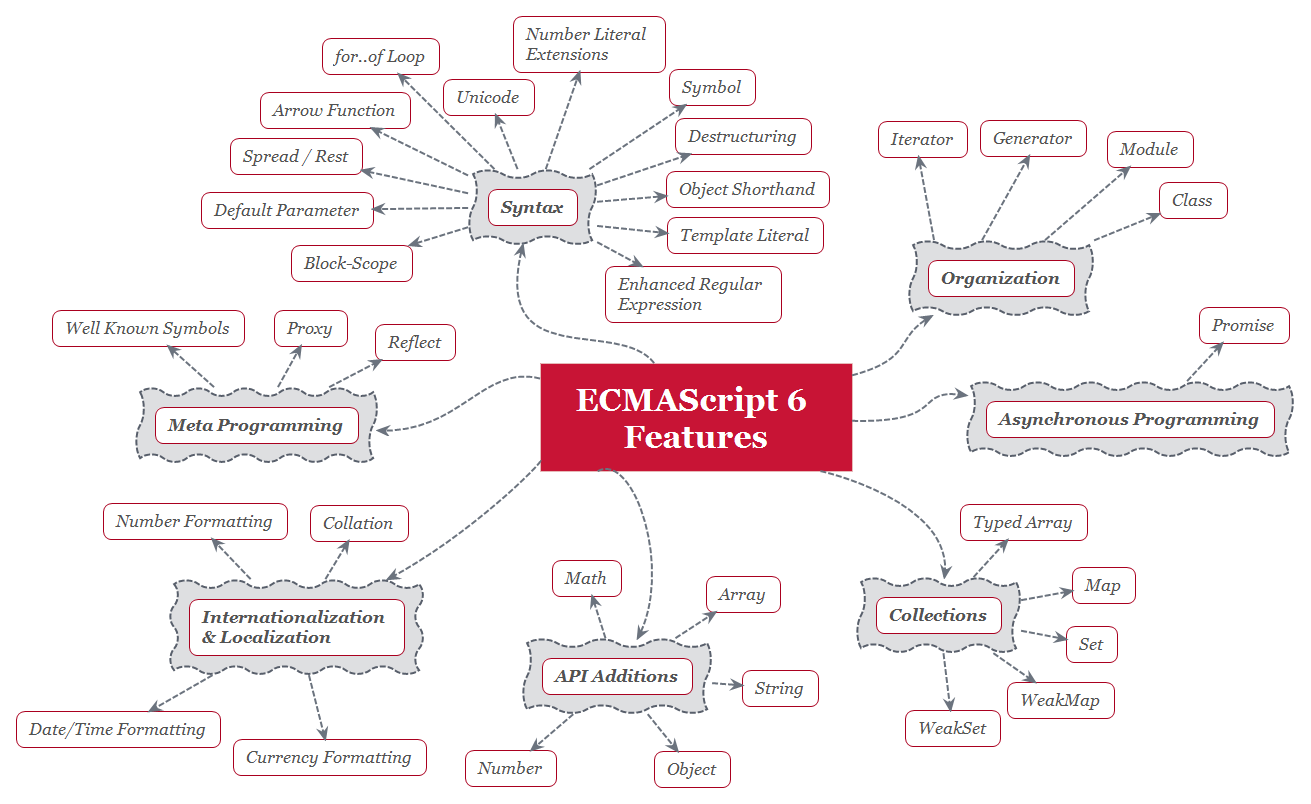 Number Literal
Extensions
for..of Loop
Unicode
Symbol
Arrow Function
Destructuring
Spread / Rest
Object Shorthand
Default Parameter
Syntax
Template Literal
Block-Scope
Enhanced Regular
Expression
Iterator
Generator
Module
Class
Organization
Well Known Symbols
Proxy
Reflect
Meta Programming
ECMAScript 6
Features
Promise
Asynchronous Programming
Number Formatting
Collation
Internationalization
& Localization
Date/Time Formatting
Currency Formatting
Math
Array
API Additions
String
Number
Object
Typed Array
Map
Collections
Set
WeakMap
WeakSet